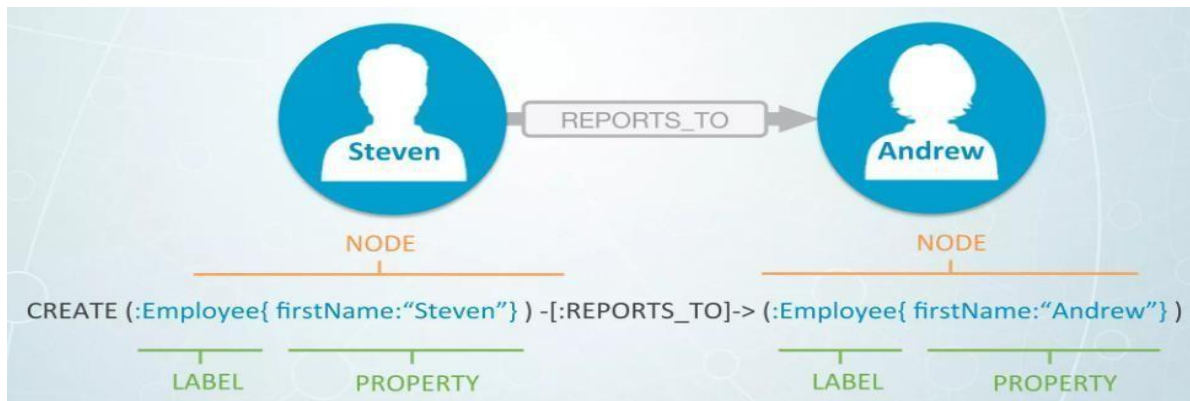 REPORTS_TO
Steven
Andrew
NODE
NODE
CREATE (:Employee{ firstName:“Steven”} ) -[:REPORTS_TO]-> (:Employee{ firstName:“Andrew”} )
LABEL
PROPERTY
LABEL
PROPERTY